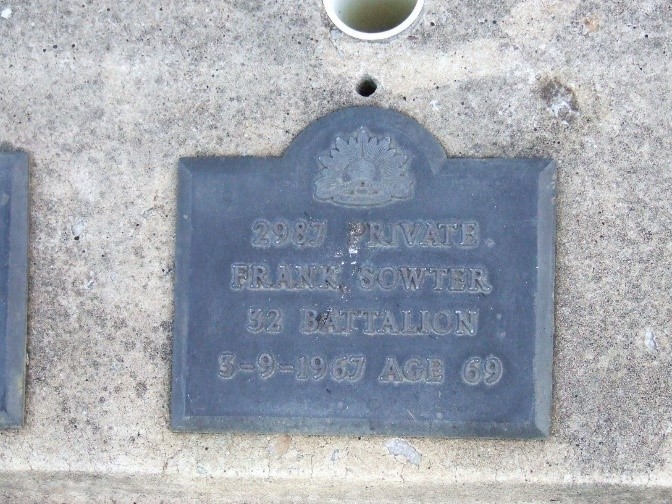 2987 PRIVATE
FRANK SOWTER
32 BATTALION
3-9-1967 AGE 69